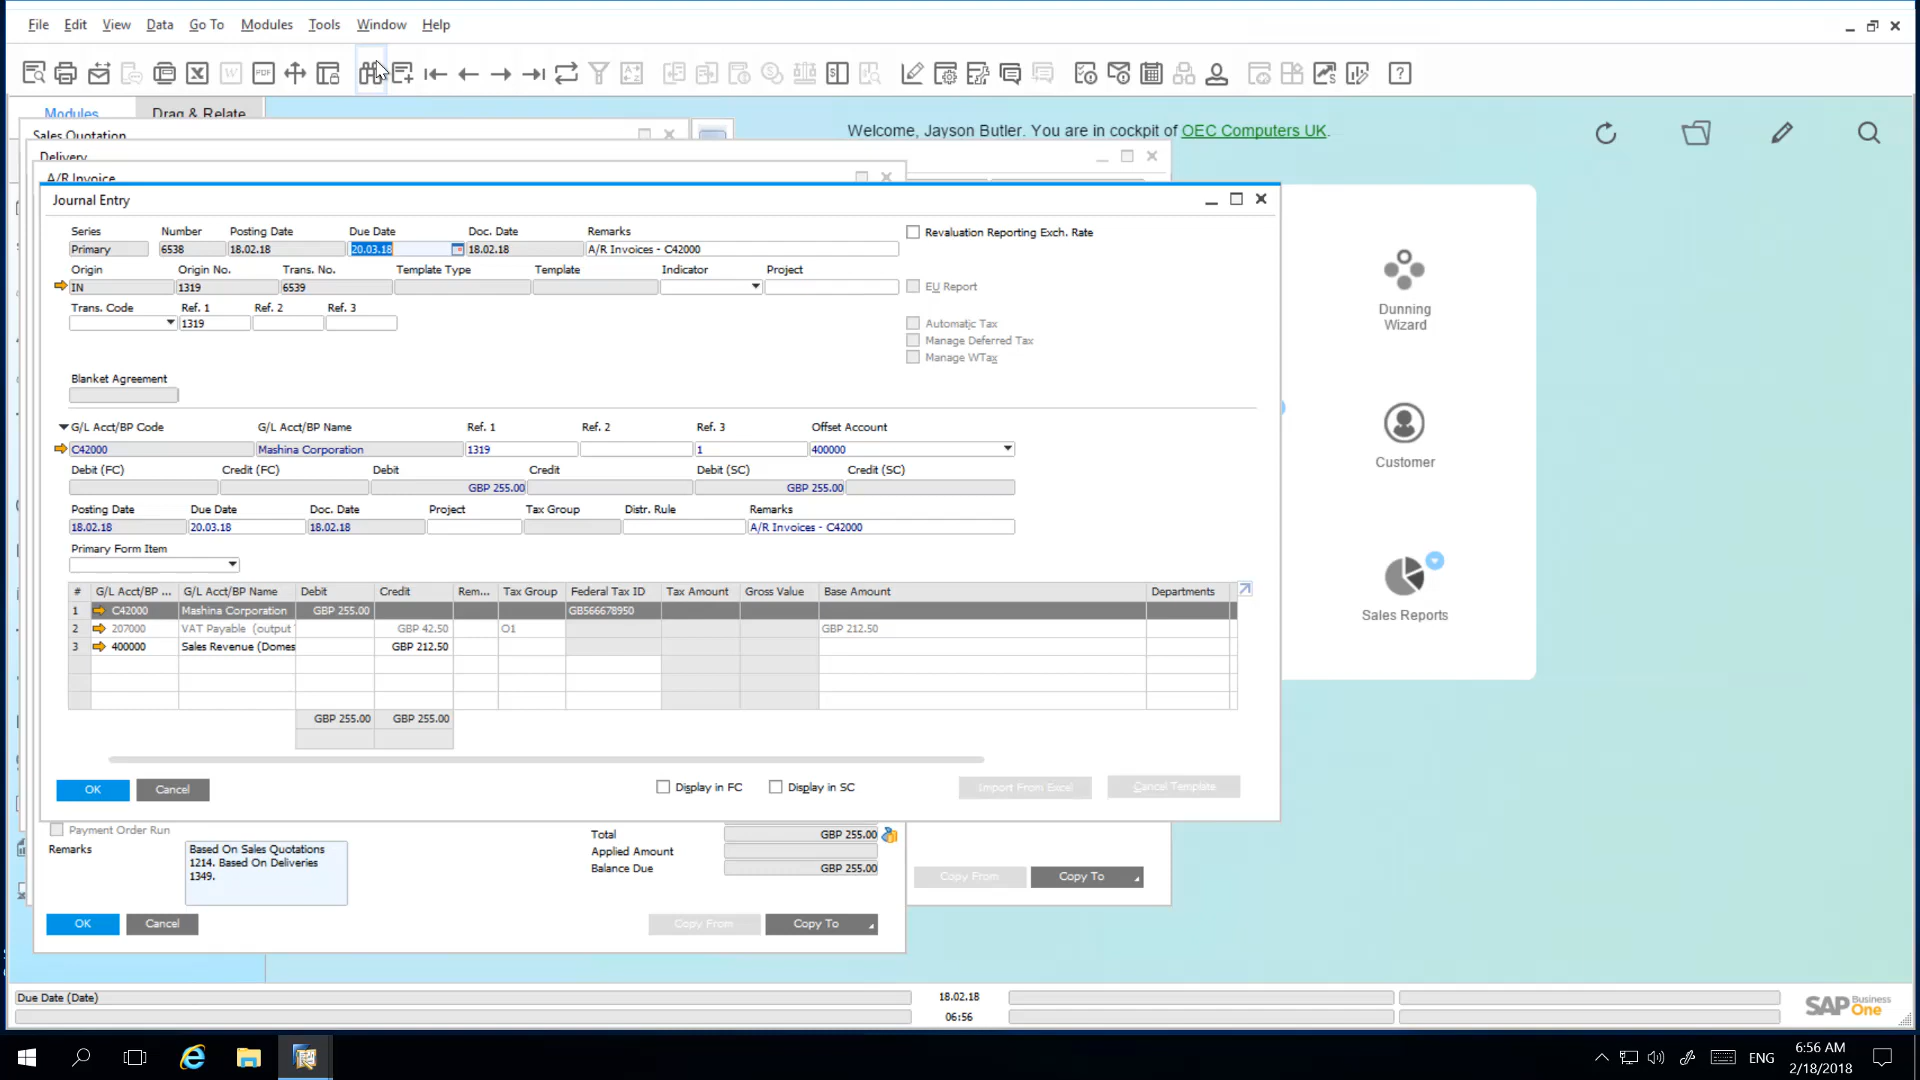 File Edit View Data Go To Modules Tools Window Help
Modules Drag & Relate
Welcome, Jayson Butler. You are in cockpit of OEC Computers UK.
Sales Quotation
Delivery
A/R Invoice
Journal Entry
Series Number Posting Date Due Date Doc. Date Remarks
Primary 6538 18.02.18 20.03.18 18.02.18 A/R Invoices - C42000
Revaluation Reporting Exch. Rate
Origin Origin No. Trans. No. Template Type Template Indicator Project
IN 1319 6539
EU Report
Trans. Code Ref. 1 Ref. 2 Ref. 3
1319
Automatic Tax
Manage Deferred Tax
Manage WTax
Blanket Agreement
G/L Acct/BP Code G/L Acct/BP Name Ref. 1 Ref. 2 Ref. 3 Offset Account
C42000 Mashina Corporation 1319 1 400000
Debit (FC) Credit (FC) Debit Credit Debit (SC) Credit (SC)
GBP 255.00 GBP 255.00
Posting Date Due Date Doc. Date Project Tax Group Distr. Rule Remarks
18.02.18 20.03.18 18.02.18 A/R Invoices - C42000
Primary Form Item
# G/L Acct/BP ... G/L Acct/BP Name Debit Credit Rem... Tax Group Federal Tax ID Tax Amount Gross Value Base Amount Departments
1 C42000 Mashina Corporation GBP 255.00 GB566678950
2 207000 VAT Payable (output GBP 42.50 O1 GBP 212.50
3 400000 Sales Revenue (Domes GBP 212.50
GBP 255.00 GBP 255.00
OK Cancel Display in FC Display in SC Import From Excel Cancel Template
Payment Order Run
Remarks
Based On Sales Quotations
1214. Based On Deliveries
1349.
Total GBP 255.00
Applied Amount
Balance Due GBP 255.00
Copy From Copy To
OK Cancel Copy From Copy To
Dunning
Wizard
Customer
Sales Reports
Due Date (Date) 18.02.18
06:56
SAP Business One
ENG
6:56 AM
2/18/2018